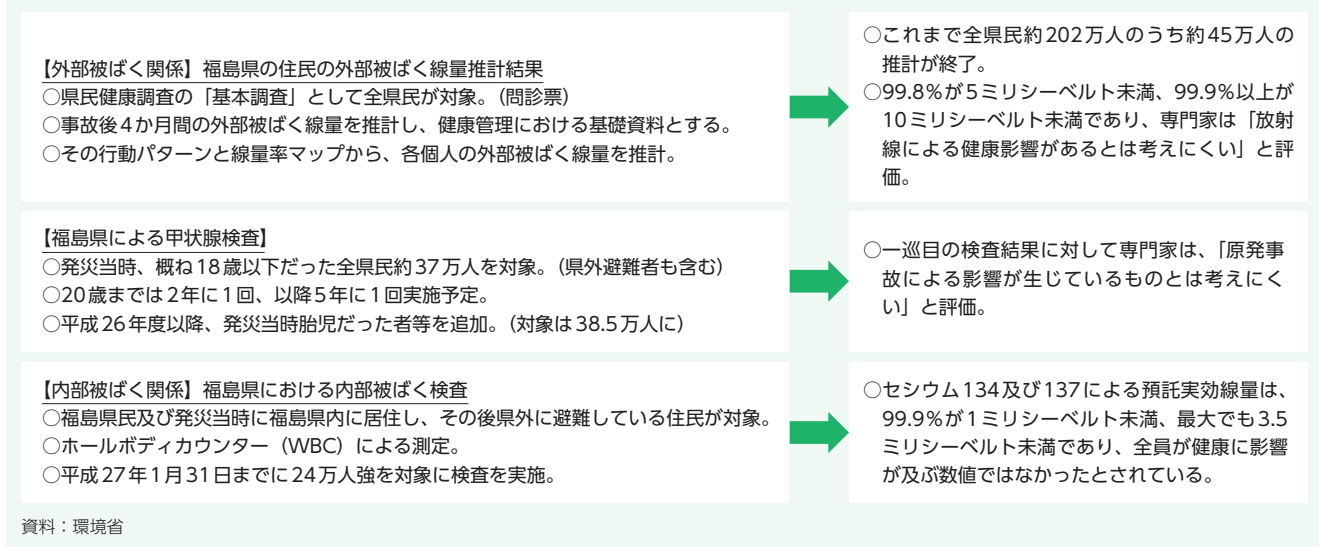 【外部被ばく関係】福島県の住民の外部被ばく線量推計結果
○県民健康調査の「基本調査」として全県民が対象。（問診票）
○事故後4か月間の外部被ばく線量を推計し、健康管理における基礎資料とする。
○その行動パターンと線量率マップから、各個人の外部被ばく線量を推計。
○これまで全県民約202万人のうち約45万人の
推計が終了。
○99.8％が5ミリシーベルト未満、99.9％以上が
10ミリシーベルト未満であり、専門家は「放射
線による健康影響があるとは考えにくい」と評
価。
【福島県による甲状腺検査】
○発災当時、概ね18歳以下だった全県民約37万人を対象。（県外避難者も含む）
○20歳までは2年に1回、以降5年に1回実施予定。
○平成26年度以降、発災当時胎児だった者等を追加。（対象は38.5万人に）
○一巡目の検査結果に対して専門家は、「原発事
故による影響が生じているものとは考えにく
い」と評価。
【内部被ばく関係】福島県における内部被ばく検査
○福島県民及び発災当時に福島県内に居住し、その後県外に避難している住民が対象。
○ホールボディカウンター（WBC）による測定。
○平成27年1月31日までに24万人強を対象に検査を実施。
○セシウム134及び137による預託実効線量は、
99.9％が1ミリシーベルト未満、最大でも3.5
ミリシーベルト未満であり、全員が健康に影響
が及ぶ数値ではなかったとされている。
資料：環境省